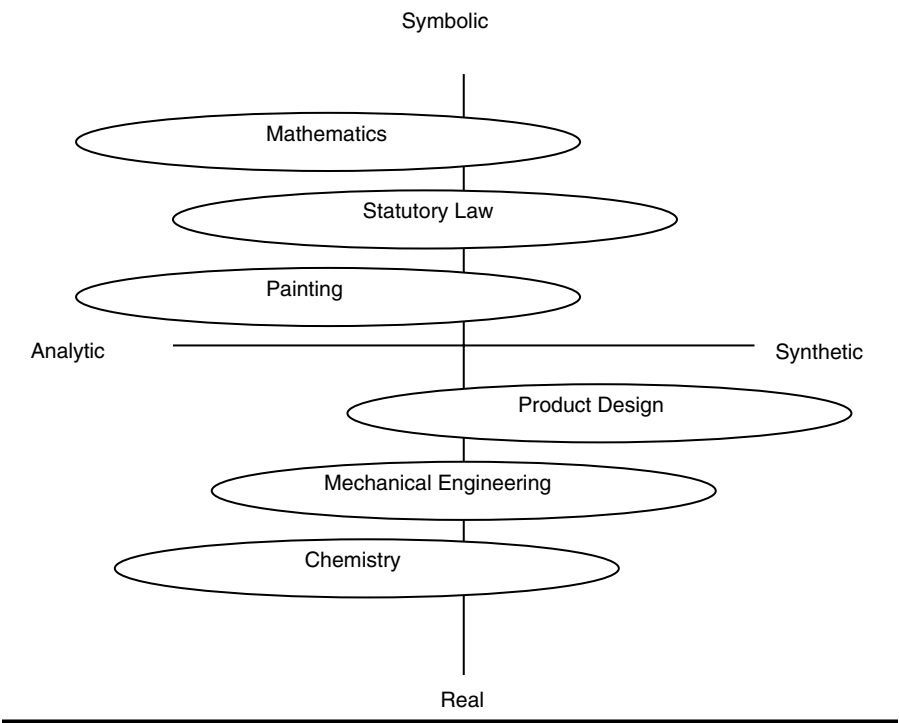 Symbolic
Mathematics
Statutory Law
Painting
Analytic
Synthetic
Product Design
Mechanical Engineering
Chemistry
Real